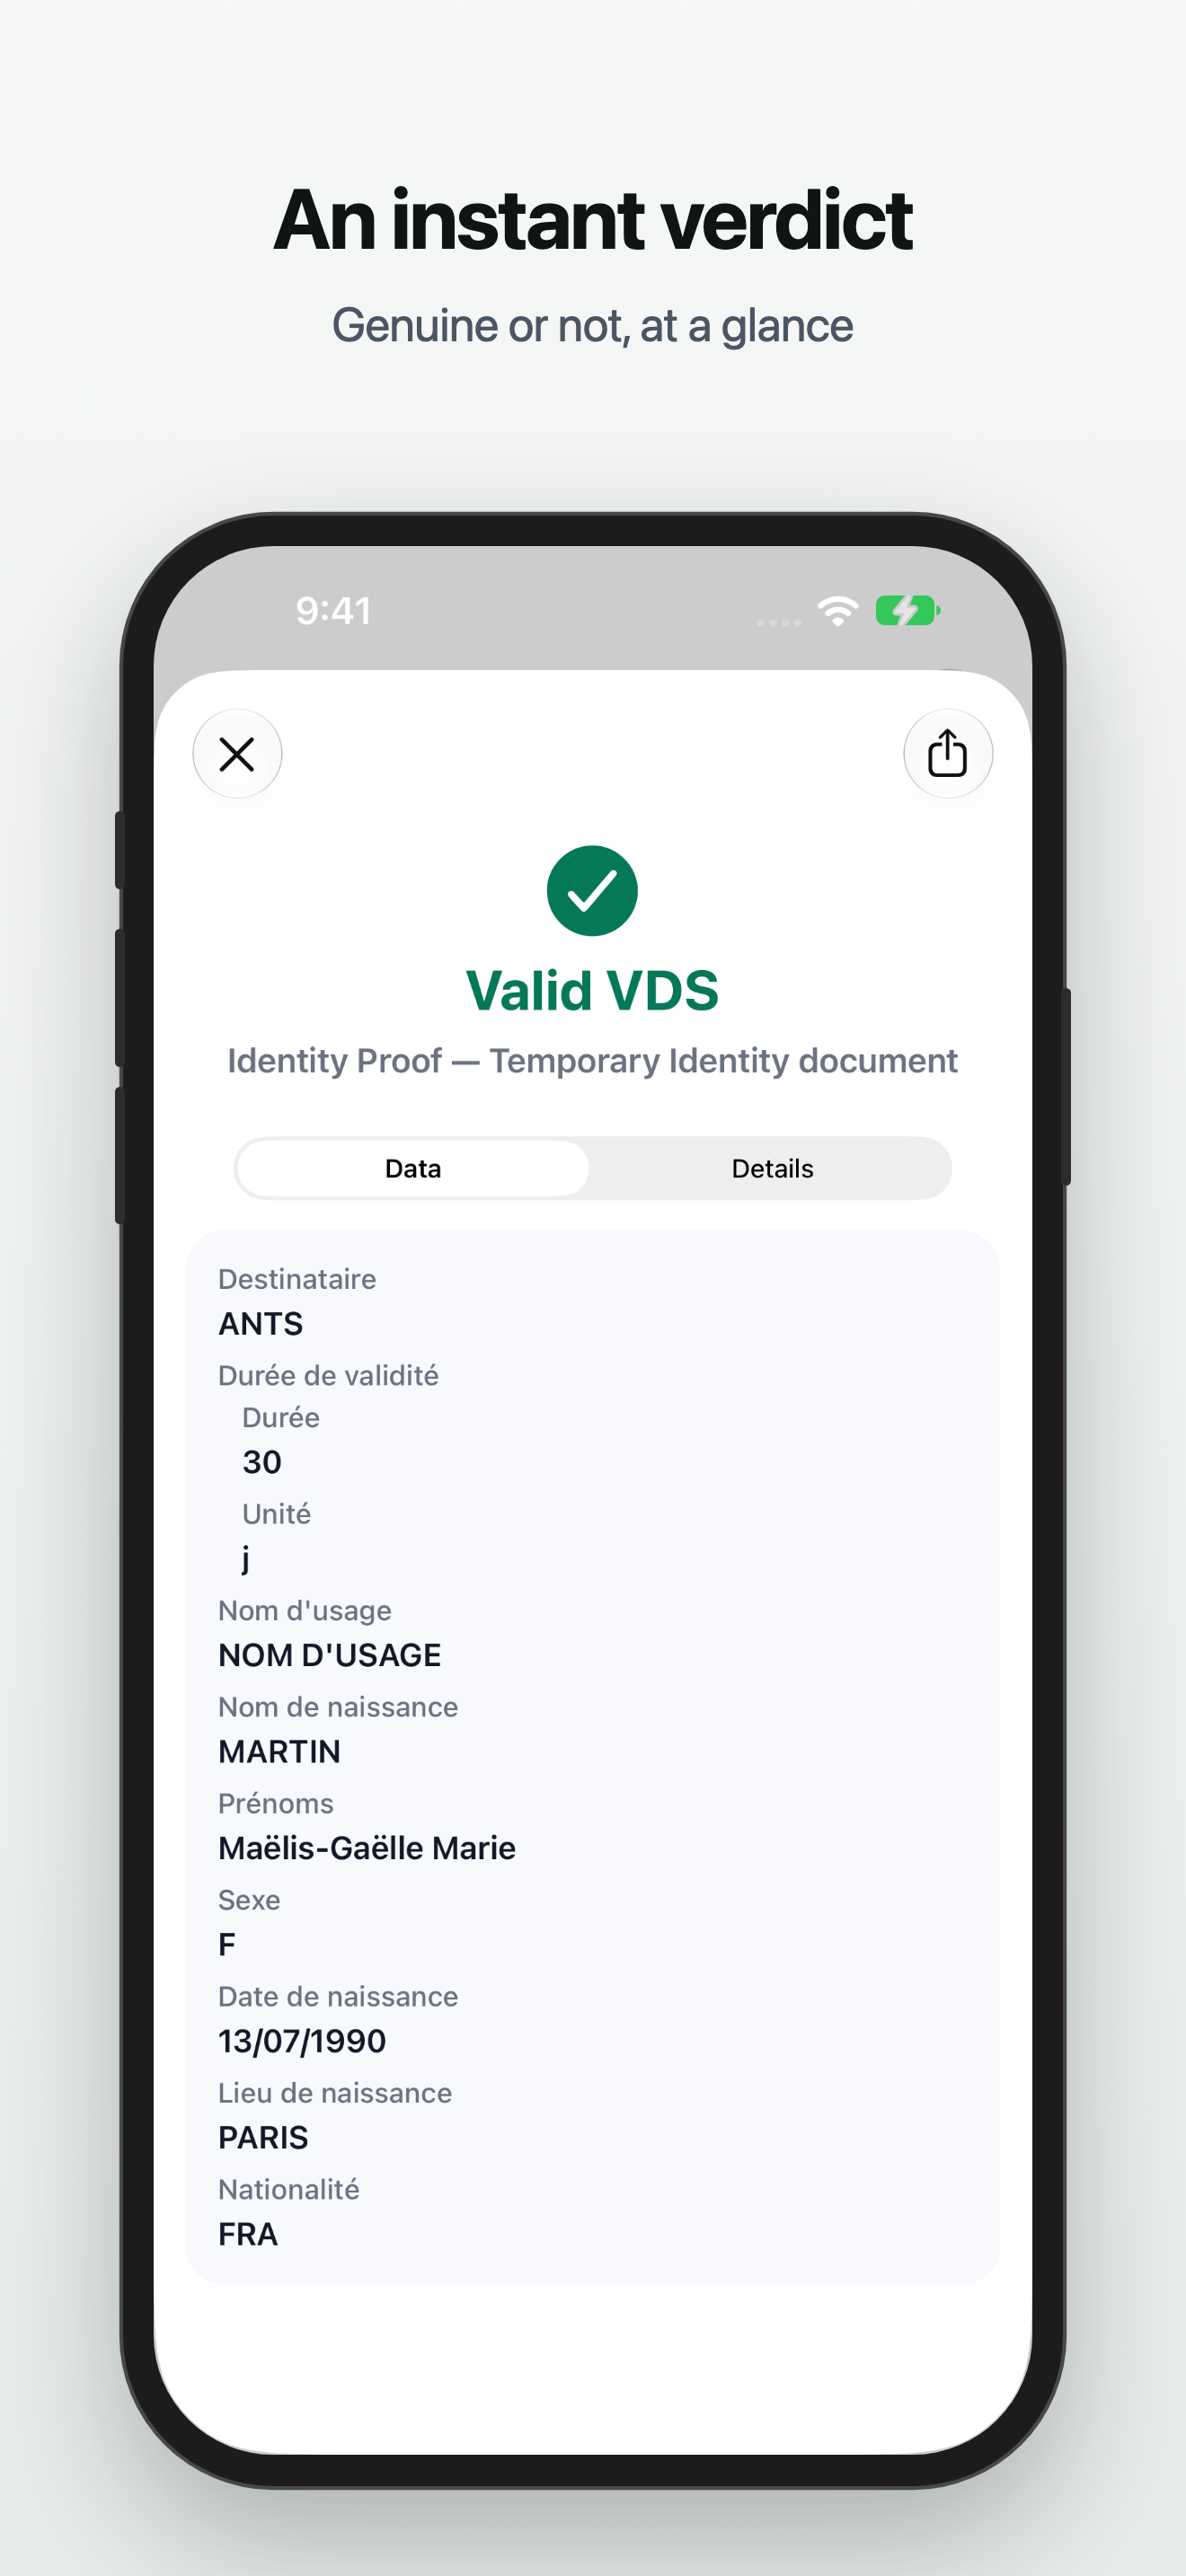 An instant verdict
Genuine or not, at a glance
9:41
Valid VDS
Identity Proof — Temporary Identity document
Data
Details
Destinataire
ANTS
Durée de validité
Durée
30
Unité
j
Nom d'usage
NOM D'USAGE
Nom de naissance
MARTIN
Prénoms
Maëlis-Gaëlle Marie
Sexe
F
Date de naissance
13/07/1990
Lieu de naissance
PARIS
Nationalité
FRA